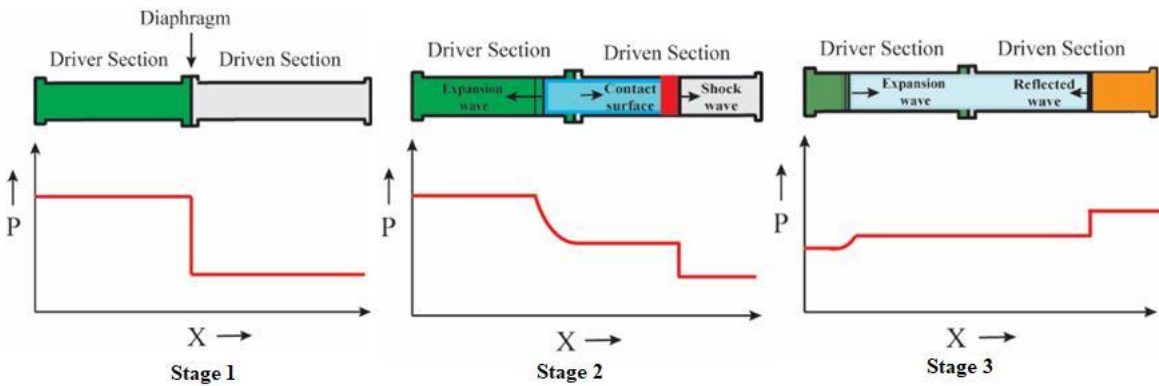 Diaphragm
Driver Section
Driven Section
P
X
Stage 1
Driver Section
Driven Section
Expansion
wave
Contact
surface
Shock
wave
P
X
Stage 2
Driver Section
Driven Section
Expansion
wave
Reflected
wave
P
X
Stage 3